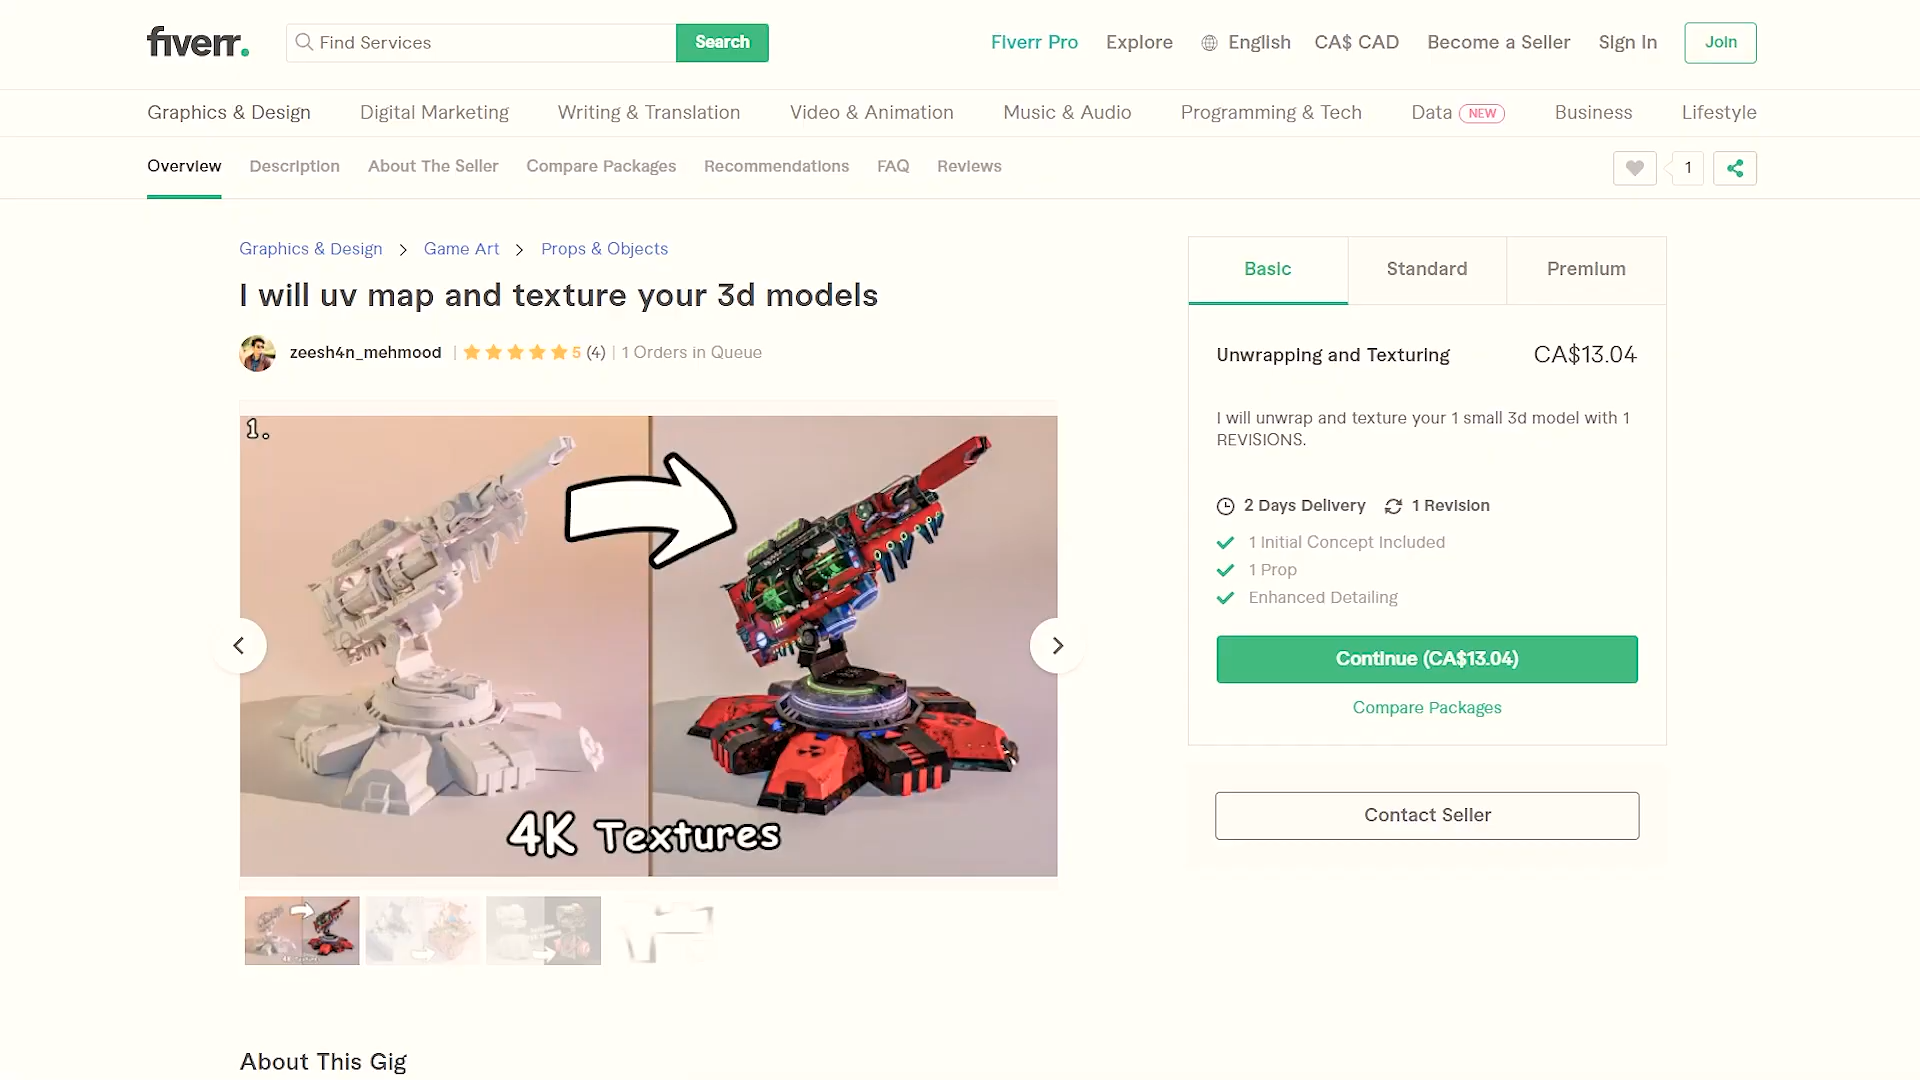 fiverr.
Find Services
Search
Fiverr Pro
Explore
English
CA$ CAD
Become a Seller
Sign In
Join
Graphics & Design
Digital Marketing
Writing & Translation
Video & Animation
Music & Audio
Programming & Tech
Data NEW
Business
Lifestyle
Overview
Description
About The Seller
Compare Packages
Recommendations
FAQ
Reviews
1
Graphics & Design > Game Art > Props & Objects
I will uv map and texture your 3d models
zeesh4n_mehmood | 5 (4) | 1 Orders in Queue
1.
4K Textures
Basic
Standard
Premium
Unwrapping and Texturing CA$13.04
I will unwrap and texture your 1 small 3d model with 1
REVISIONS.
2 Days Delivery 1 Revision
1 Initial Concept Included
1 Prop
Enhanced Detailing
Continue (CA$13.04)
Compare Packages
Contact Seller
About This Gig